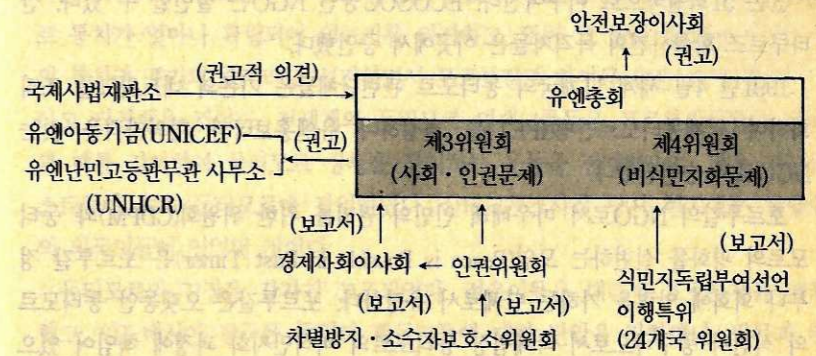 안전보장이사회
(권고)
(권고적 의견)
국제사법재판소
유엔총회
유엔아동기금(UNICEF)
(권고)
제3위원회
제4위원회
유엔난민고등판무관 사무소
(사회·인권문제)
(비식민지화문제)
(UNHCR)
(보고서)
(보고서)
경제사회이사회
인권위원회
식민지독립부여선언
(보고서)
(보고서)
이행특위
차별방지·소수자보호소위원회
(24개국 위원회)